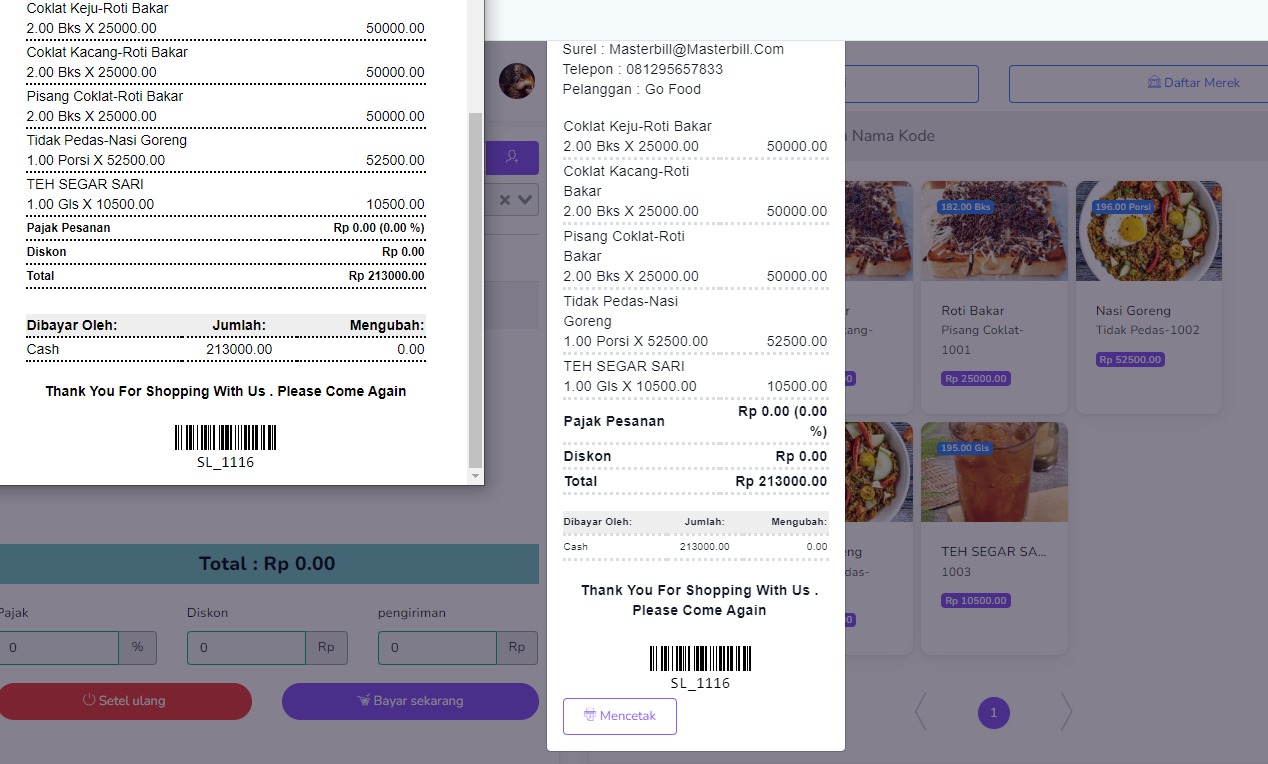 Coklat Keju-Roti Bakar
2.00 Bks X 25000.00 50000.00
Coklat Kacang-Roti Bakar
2.00 Bks X 25000.00 50000.00
Pisang Coklat-Roti Bakar
2.00 Bks X 25000.00 50000.00
Tidak Pedas-Nasi Goreng
1.00 Porsi X 52500.00 52500.00
TEH SEGAR SARI
1.00 Gls X 10500.00 10500.00
Pajak Pesanan Rp 0.00 (0.00 %)
Diskon Rp 0.00
Total Rp 213000.00
Dibayar Oleh: Jumlah: Mengubah:
Cash 213000.00 0.00
Thank You For Shopping With Us . Please Come Again
SL_1116
Total : Rp 0.00
Pajak Diskon pengiriman
0 % 0 Rp 0 Rp
Setel ulang Bayar sekarang
Surel : Masterbill@Masterbill.Com
Telepon : 081295657833
Pelanggan : Go Food
Coklat Keju-Roti Bakar
2.00 Bks X 25000.00 50000.00
Coklat Kacang-Roti
Bakar
2.00 Bks X 25000.00 50000.00
Pisang Coklat-Roti
Bakar
2.00 Bks X 25000.00 50000.00
Tidak Pedas-Nasi
Goreng
1.00 Porsi X 52500.00 52500.00
TEH SEGAR SARI
1.00 Gls X 10500.00 10500.00
Pajak Pesanan Rp 0.00 (0.00
%)
Diskon Rp 0.00
Total Rp 213000.00
Dibayar Oleh: Jumlah: Mengubah:
Cash 213000.00 0.00
Thank You For Shopping With Us .
Please Come Again
SL_1116
Mencetak
Daftar Merek
Nama Kode
182.00 Bks
Roti Bakar
Pisang Coklat-
1001
Rp 25000.00
196.00 Porsi
Nasi Goreng
Tidak Pedas-1002
Rp 52500.00
195.00 Gls
TEH SEGAR SA...
1003
Rp 10500.00
1